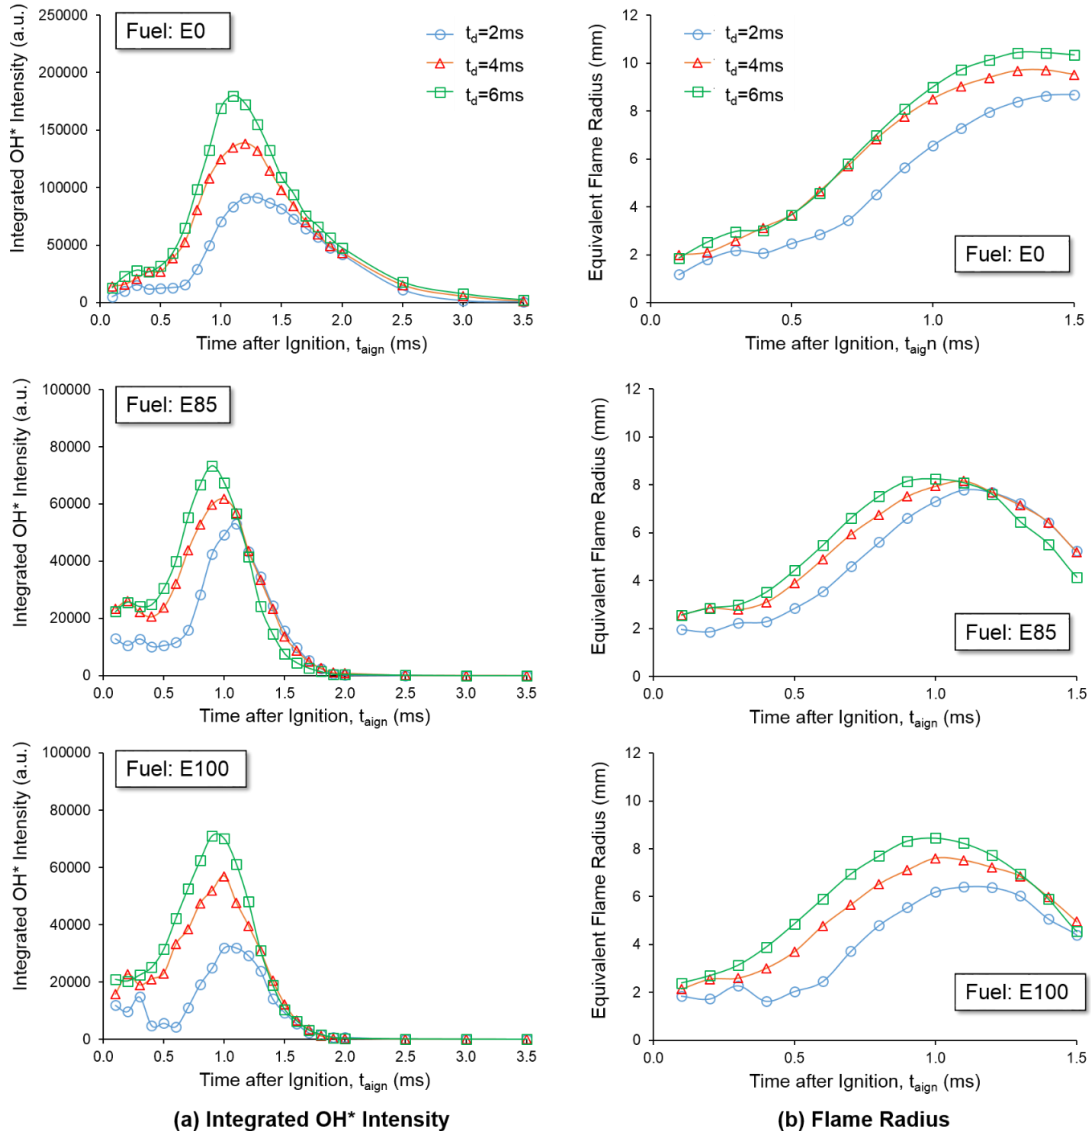 Integrated OH* Intensity (a.u.)
250000
200000
150000
100000
50000
0
Fuel: E0
t_d=2ms
t_d=4ms
t_d=6ms
0.0 0.5 1.0 1.5 2.0 2.5 3.0 3.5
Time after Ignition, t_aign (ms)
Equivalent Flame Radius (mm)
12
10
8
6
4
2
0
t_d=2ms
t_d=4ms
t_d=6ms
Fuel: E0
0.0 0.5 1.0 1.5
Time after Ignition, t_aign (ms)
Integrated OH* Intensity (a.u.)
100000
80000
60000
40000
20000
0
Fuel: E85
0.0 0.5 1.0 1.5 2.0 2.5 3.0 3.5
Time after Ignition, t_aign (ms)
Equivalent Flame Radius (mm)
12
10
8
6
4
2
0
Fuel: E85
0.0 0.5 1.0 1.5
Time after Ignition, t_aign (ms)
Integrated OH* Intensity (a.u.)
100000
80000
60000
40000
20000
0
Fuel: E100
0.0 0.5 1.0 1.5 2.0 2.5 3.0 3.5
Time after Ignition, t_aign (ms)
Equivalent Flame Radius (mm)
12
10
8
6
4
2
0
Fuel: E100
0.0 0.5 1.0 1.5
Time after Ignition, t_aign (ms)
(a) Integrated OH* Intensity
(b) Flame Radius